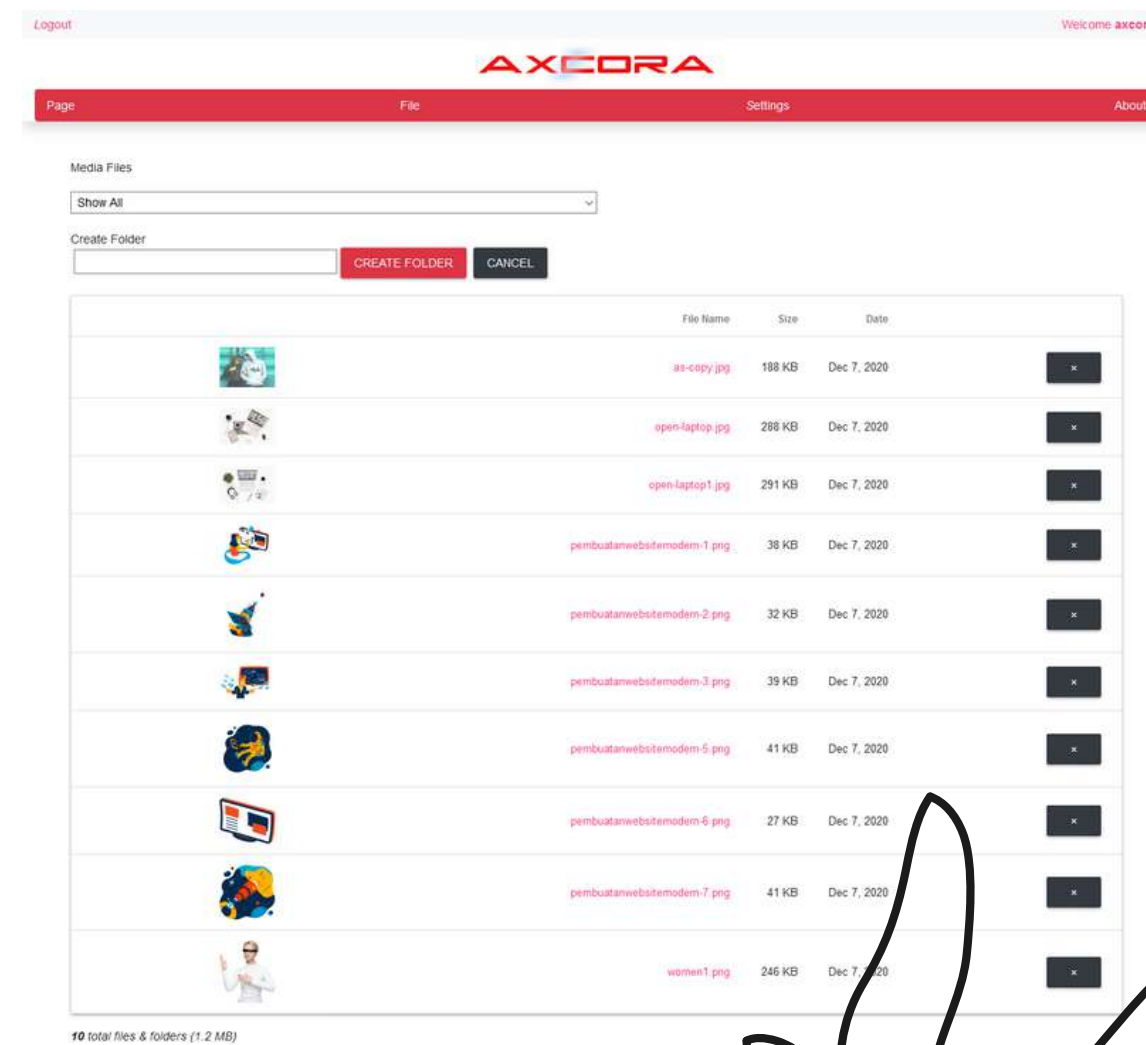 Logout Welcome axcor
AXCORA
Page File Settings About
Media Files
Show All
Create Folder
CREATE FOLDER CANCEL
File Name Size Date
as-copy.jpg 188 KB Dec 7, 2020 ×
open-laptop.jpg 288 KB Dec 7, 2020 ×
open-laptop1.jpg 291 KB Dec 7, 2020 ×
pembuatanwebsitemodern-1.png 38 KB Dec 7, 2020 ×
pembuatanwebsitemodern-2.png 32 KB Dec 7, 2020 ×
pembuatanwebsitemodern-3.png 39 KB Dec 7, 2020 ×
pembuatanwebsitemodern-5.png 41 KB Dec 7, 2020 ×
pembuatanwebsitemodern-6.png 27 KB Dec 7, 2020 ×
pembuatanwebsitemodern-7.png 41 KB Dec 7, 2020 ×
women1.png 246 KB Dec 7, 2020 ×
10 total files & folders (1.2 MB)